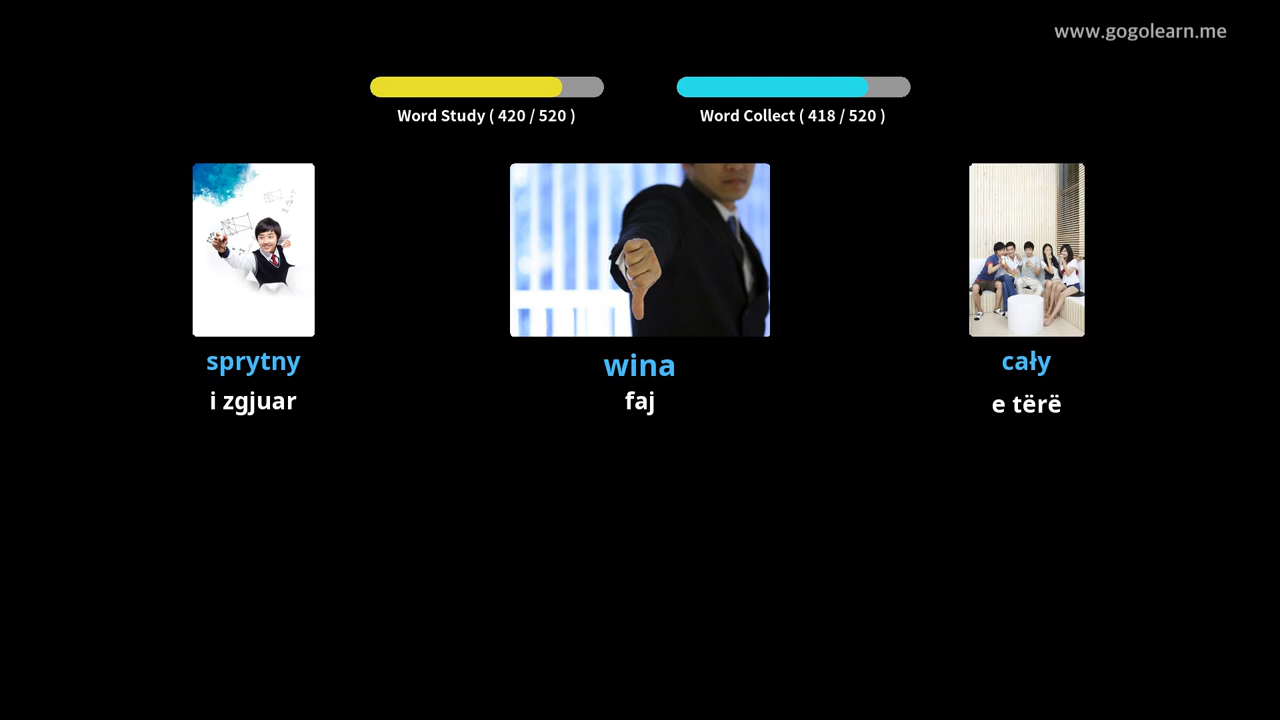 www.gogolearn.me
Word Study ( 420 / 520 )
Word Collect ( 418 / 520 )
sprytny
wina
cały
i zgjuar
faj
e tërë